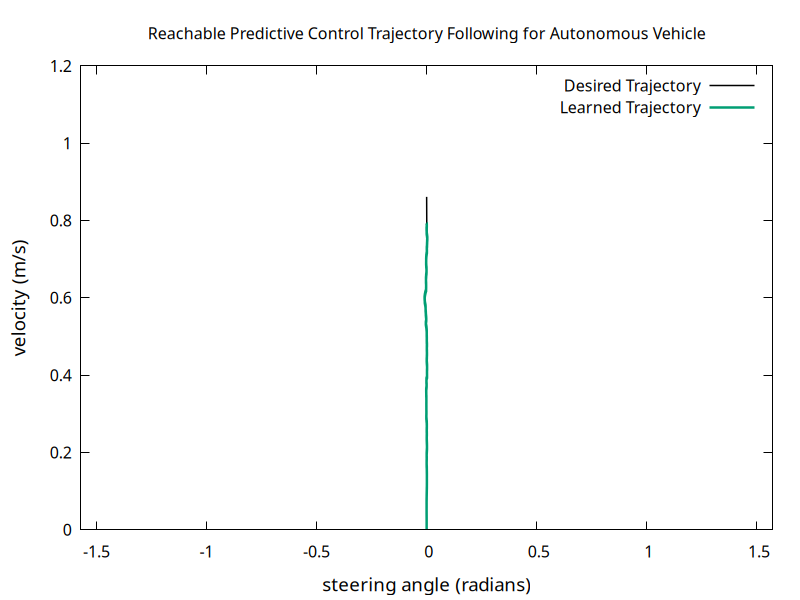 Reachable Predictive Control Trajectory Following for Autonomous Vehicle
Desired Trajectory
Learned Trajectory
velocity (m/s)
1.2
1
0.8
0.6
0.4
0.2
0
-1.5 -1 -0.5 0 0.5 1 1.5
steering angle (radians)